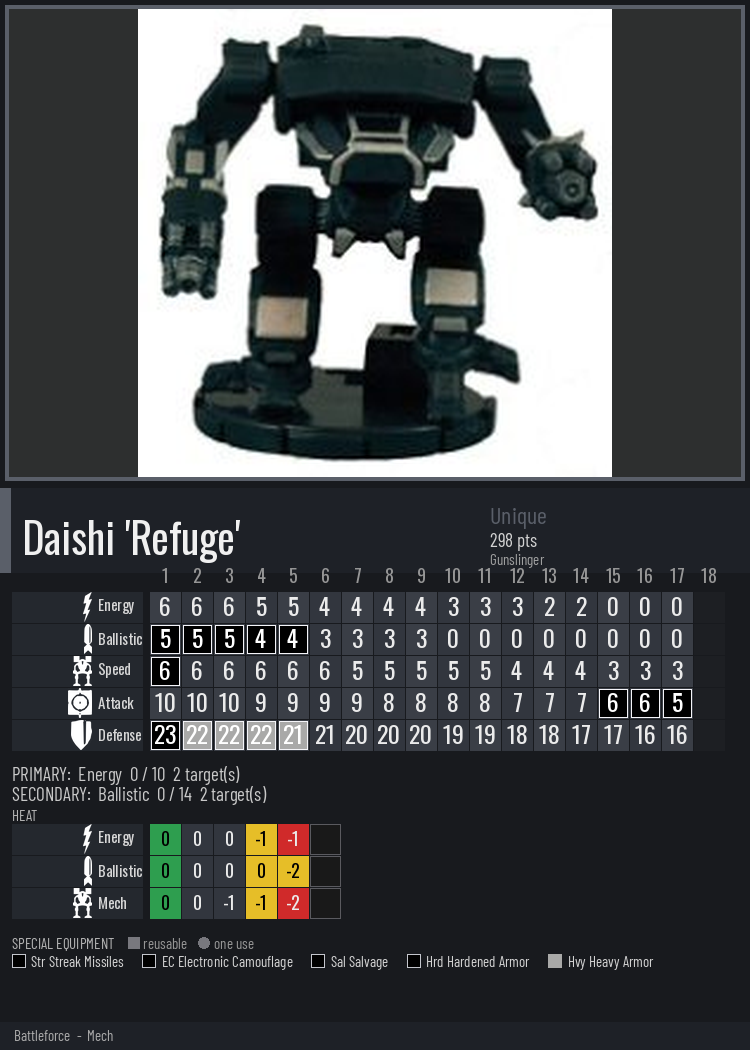 Daishi 'Refuge'
Unique
298 pts
Gunslinger
1 2 3 4 5 6 7 8 9 10 11 12 13 14 15 16 17 18
Energy 6 6 6 5 5 4 4 4 4 3 3 3 2 2 0 0 0
Ballistic 5 5 5 4 4 3 3 3 3 0 0 0 0 0 0 0 0
Speed 6 6 6 6 6 6 5 5 5 5 5 4 4 4 3 3 3
Attack 10 10 10 9 9 9 9 8 8 8 8 7 7 7 6 6 5
Defense 23 22 22 22 21 21 20 20 20 19 19 18 18 17 17 16 16
PRIMARY: Energy 0 / 10 2 target(s)
SECONDARY: Ballistic 0 / 14 2 target(s)
HEAT
Energy 0 0 0 -1 -1
Ballistic 0 0 0 0 -2
Mech 0 0 -1 -1 -2
SPECIAL EQUIPMENT reusable one use
Str Streak Missiles EC Electronic Camouflage Sal Salvage Hrd Hardened Armor Hvy Heavy Armor
Battleforce - Mech